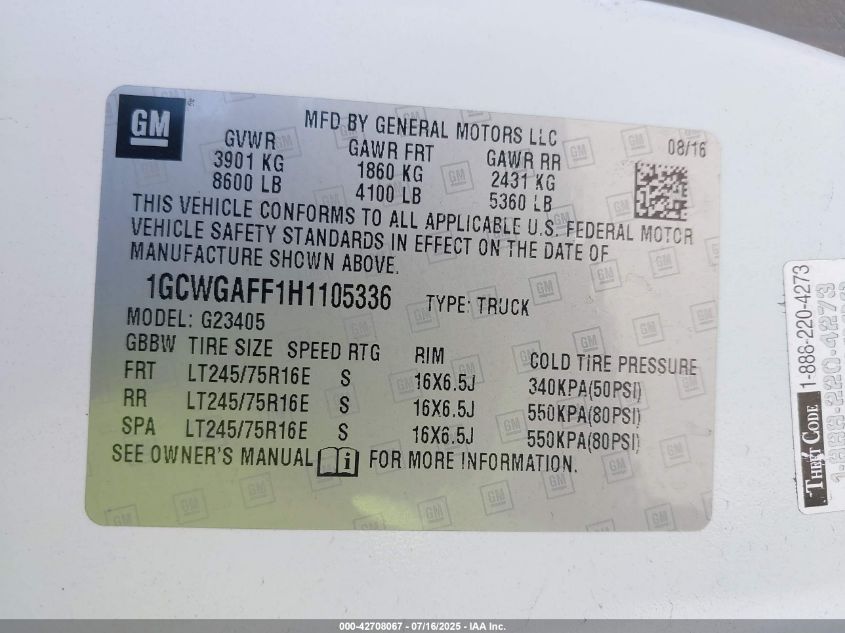 GM
MFD BY GENERAL MOTORS LLC
08/16
GVWR GAWR FRT GAWR RR
3901 KG 1860 KG 2431 KG
8600 LB 4100 LB 5360 LB
THIS VEHICLE CONFORMS TO ALL APPLICABLE U.S. FEDERAL MOTOR
VEHICLE SAFETY STANDARDS IN EFFECT ON THE DATE OF
MANUFACTURE SHOWN ABOVE.
1GCWGAFF1H1105336 TYPE: TRUCK
MODEL: G23405
GBBW TIRE SIZE SPEED RTG RIM COLD TIRE PRESSURE
FRT LT245/75R16E S 16X6.5J 340KPA(50PSI)
RR LT245/75R16E S 16X6.5J 550KPA(80PSI)
SPA LT245/75R16E S 16X6.5J 550KPA(80PSI)
SEE OWNER'S MANUAL i FOR MORE INFORMATION.
THEFT CODE
1-888-220-4273
1-888-220-4273
000-42708067 - 07/16/2025 - IAA Inc.